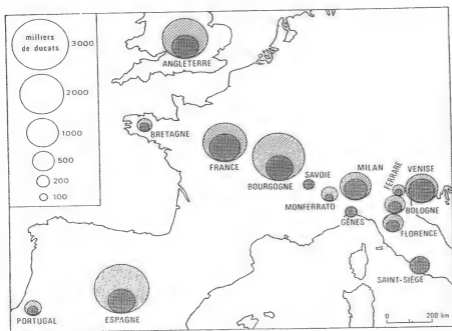 milliers
de ducats
3000
2000
1000
500
200
100
ANGLETERRE
BRETAGNE
FRANCE
BOURGOGNE
SAVOIE
MONFERRATO
MILAN
GÊNES
FERRARE
VENISE
BOLOGNE
FLORENCE
SAINT-SIÈGE
PORTUGAL
ESPAGNE
0 200 km